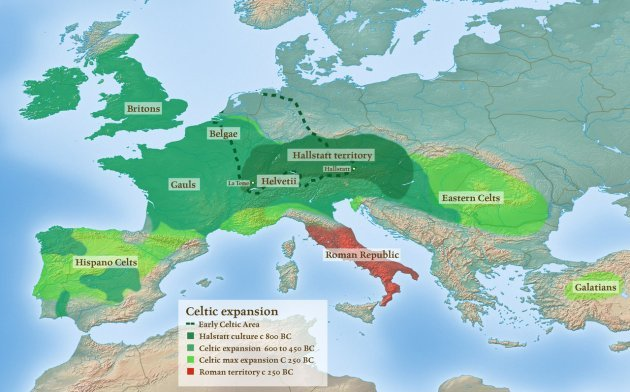 Britons
Belgae
Hallstatt territory
Hallstatt
La Tene
Helvetii
Gauls
Eastern Celts
Roman Republic
Hispano Celts
Galatians
Celtic expansion
Early Celtic Area
Halstatt culture c 800 BC
Celtic expansion 600 to 450 BC
Celtic max expansion C 250 BC
Roman territory c 250 BC